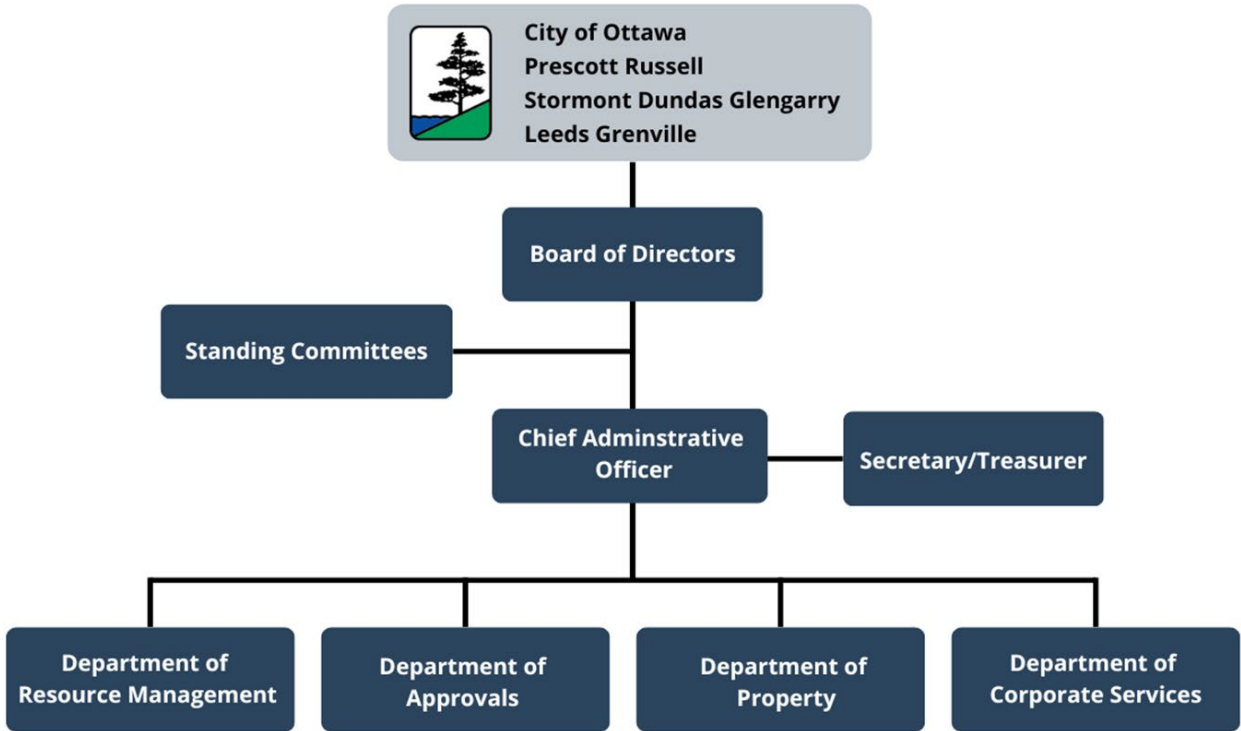 City of Ottawa
Prescott Russell
Stormont Dundas Glengarry
Leeds Grenville
Board of Directors
Standing Committees
Chief Adminstrative
Officer
Secretary/Treasurer
Department of
Resource Management
Department of
Approvals
Department of
Property
Department of
Corporate Services